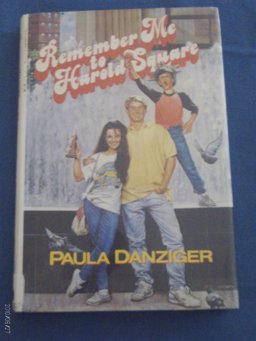 Remember Me
to
Harold Square
PAULA DANZIGER